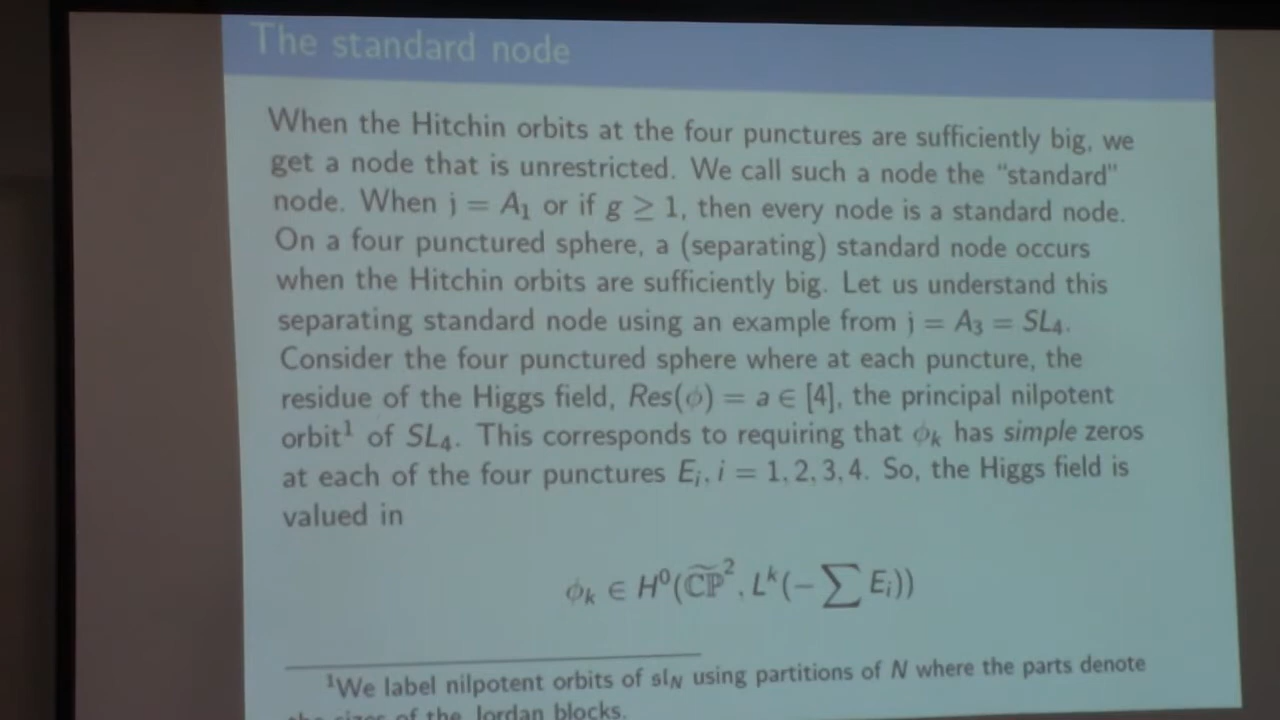 The standard node
When the Hitchin orbits at the four punctures are sufficiently big, we
get a node that is unrestricted. We call such a node the “standard”
node. When j = A₁ or if g ≥ 1, then every node is a standard node.
On a four punctured sphere, a (separating) standard node occurs
when the Hitchin orbits are sufficiently big. Let us understand this
separating standard node using an example from j = A₃ = SL₄.
Consider the four punctured sphere where at each puncture, the
residue of the Higgs field, Res(ϕ) = a ∈ [4], the principal nilpotent
orbit¹ of SL₄. This corresponds to requiring that ϕₖ has simple zeros
at each of the four punctures Eᵢ, i = 1, 2, 3, 4. So, the Higgs field is
valued in
ϕₖ ∈ H⁰(C͠P͠², Lᵏ(− ∑ Eᵢ))
¹We label nilpotent orbits of slN using partitions of N where the parts denote
the sizes of the Jordan blocks.